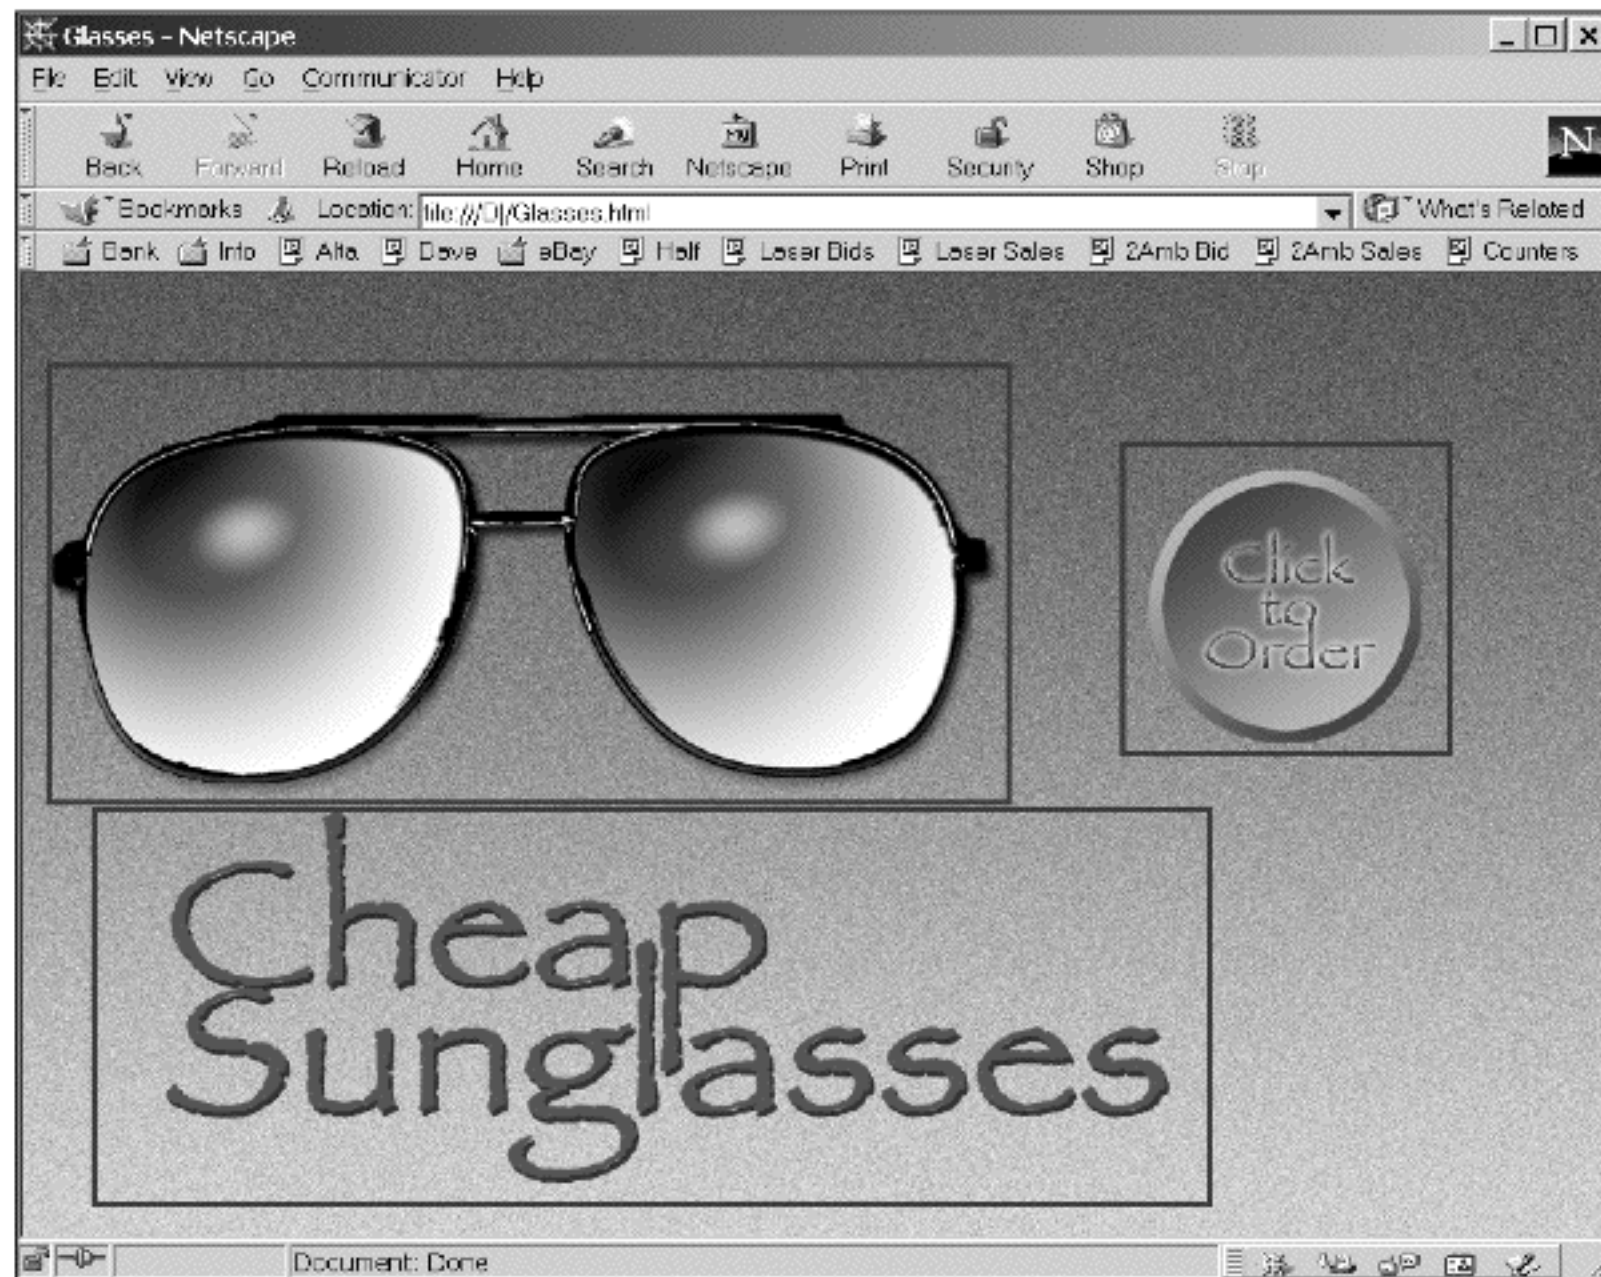 Glasses - Netscape
File Edit View Go Communicator Help
Back Forward Reload Home Search Netscape Print Security Shop Stop
N
Bookmarks Location: file:///D|/Glasses.html What's Related
Bank Info Alta Dave eBay Half Laser Bids Laser Sales 2Amb Bid 2Amb Sales Counters
Click
to
Order
Cheap
Sunglasses
Document: Done